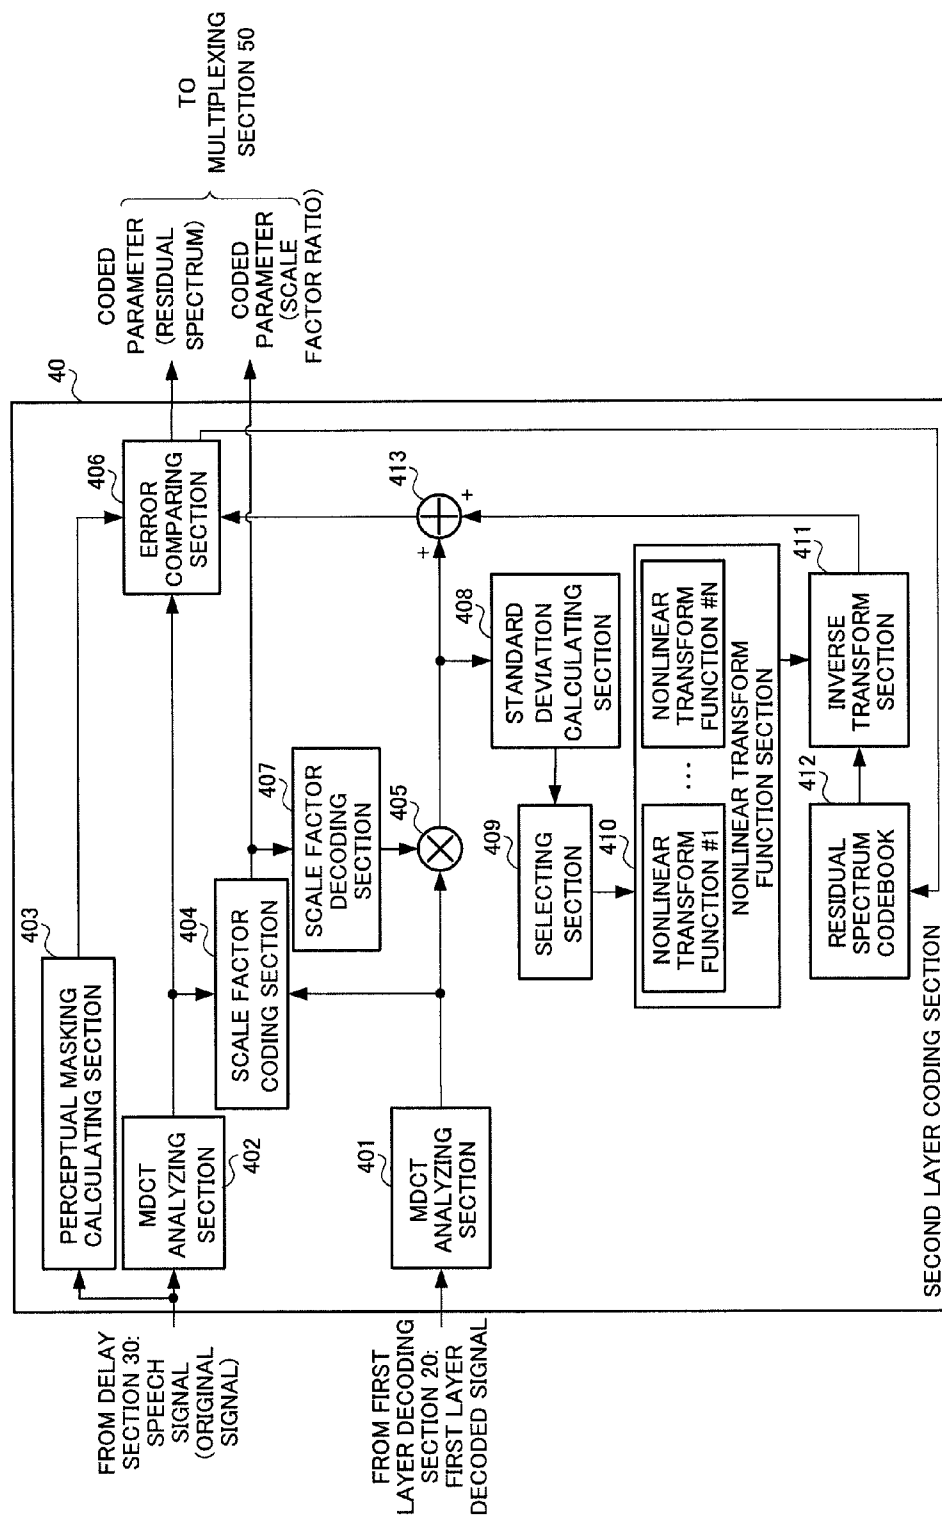 FROM DELAY
SECTION 30:
SPEECH
SIGNAL
(ORIGINAL
SIGNAL)
FROM FIRST
LAYER DECODING
SECTION 20:
FIRST LAYER
DECODED SIGNAL
40
403
PERCEPTUAL MASKING
CALCULATING SECTION
MDCT
ANALYZING
SECTION
402
401
MDCT
ANALYZING
SECTION
404
SCALE FACTOR
CODING SECTION
407
SCALE FACTOR
DECODING
SECTION
405
406
ERROR
COMPARING
SECTION
413
+
+
408
STANDARD
DEVIATION
CALCULATING
SECTION
409
SELECTING
SECTION
410
NONLINEAR
TRANSFORM
FUNCTION #1
...
NONLINEAR
TRANSFORM
FUNCTION #N
NONLINEAR TRANSFORM
FUNCTION SECTION
411
INVERSE
TRANSFORM
SECTION
412
RESIDUAL
SPECTRUM
CODEBOOK
SECOND LAYER CODING SECTION
CODED
PARAMETER
(RESIDUAL
SPECTRUM)
CODED
PARAMETER
(SCALE
FACTOR RATIO)
TO
MULTIPLEXING
SECTION 50